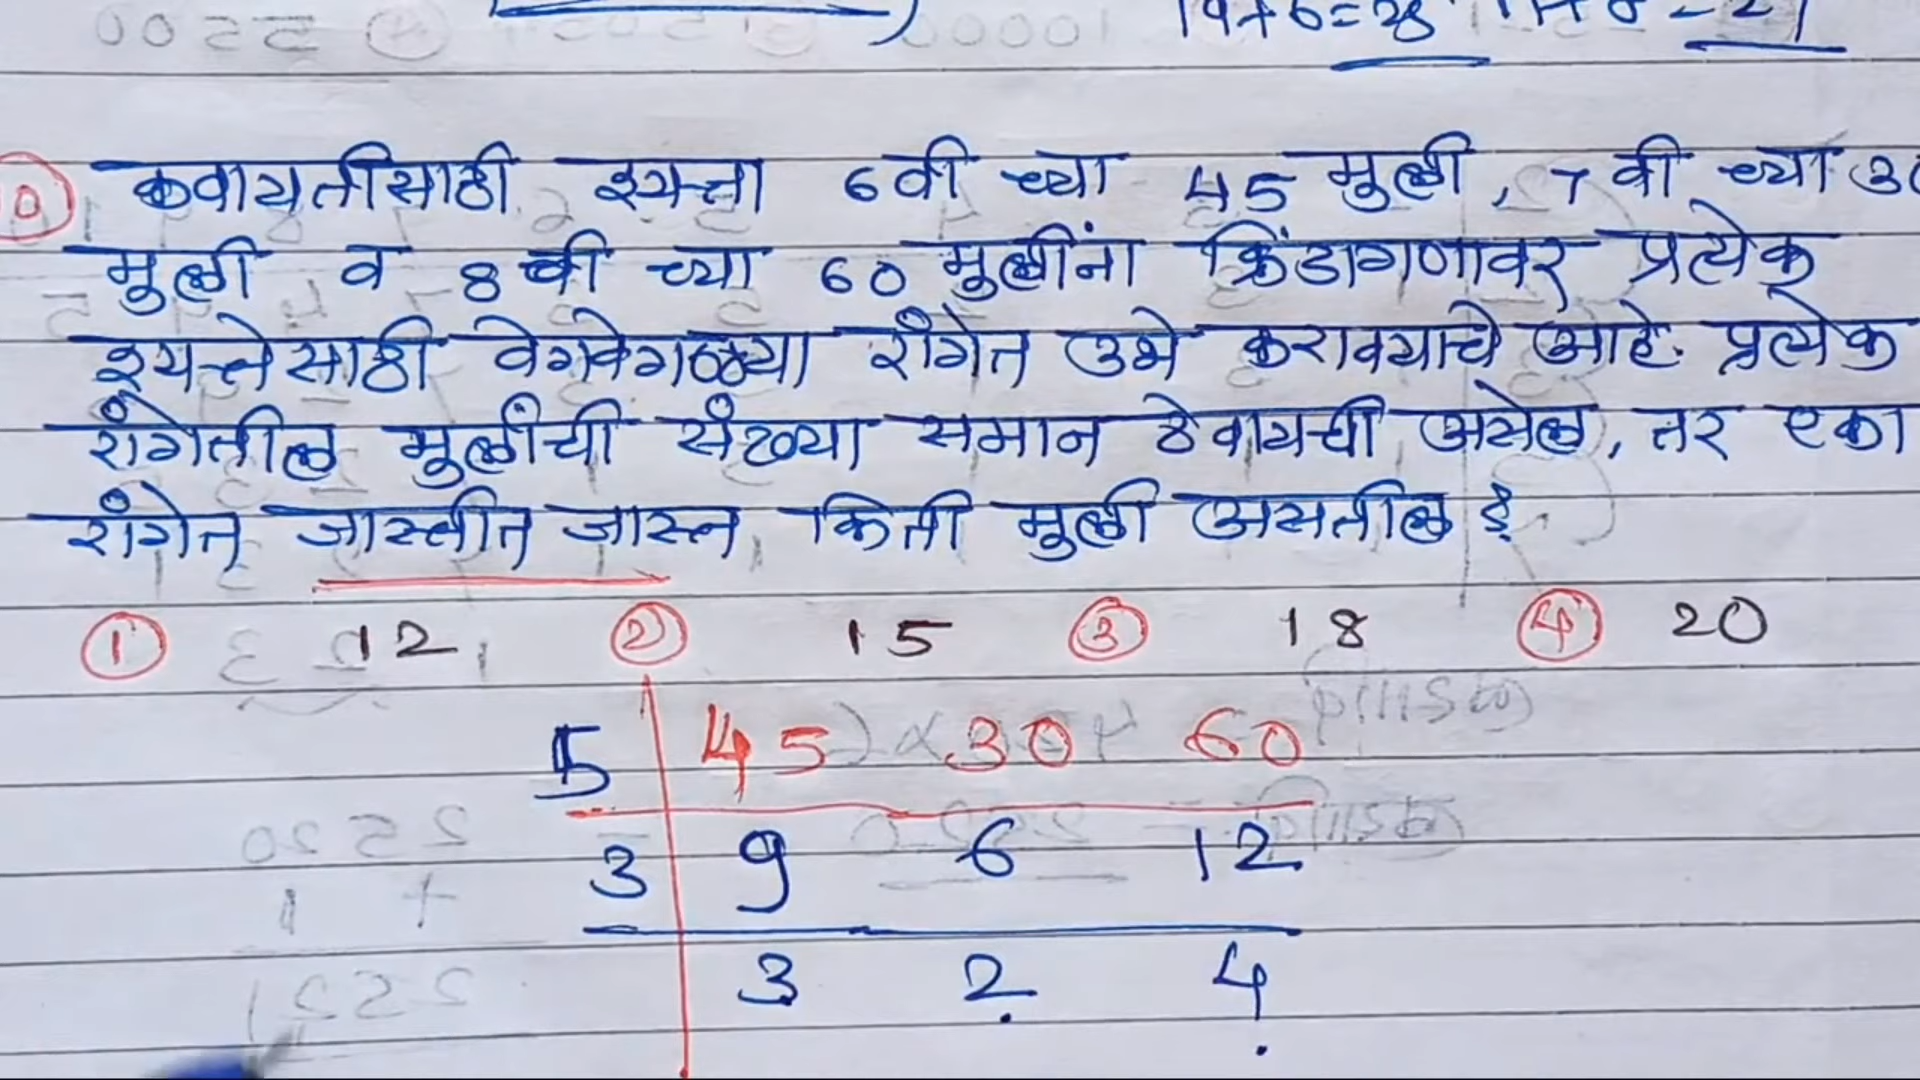 कवायतीसाठी इयत्ता 6वी च्या 45 मुली, 7 वी च्या 30
मुली व 8 वी च्या 60 मुलींना क्रिंडागणावर प्रत्येक
इयत्तेसाठी वेगवेगळ्या रांगेत उभे करावयाचे आहे. प्रत्येक
रांगेतील मुलींची संख्या समान ठेवायची असेल, तर एका
रांगेत जास्तीत जास्त किती मुली असतील ?
① 12 ② 15 ③ 18 ④ 20
5 45 30 60
3 9 6 12
3 2 4